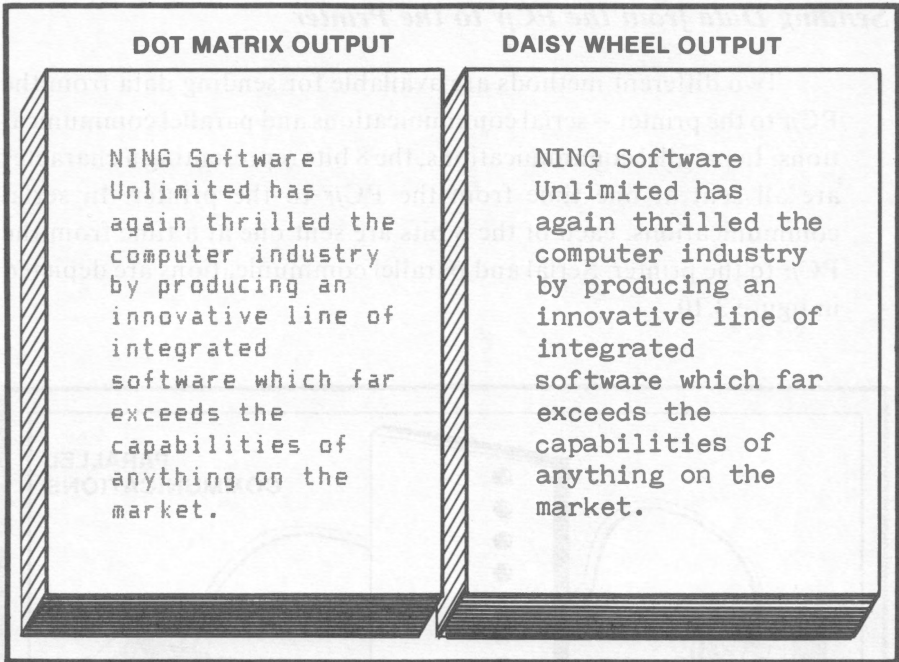 DOT MATRIX OUTPUT
NING Software
Unlimited has
again thrilled the
computer industry
by producing an
innovative line of
integrated
software which far
exceeds the
capabilities of
anything on the
market.
DAISY WHEEL OUTPUT
NING Software
Unlimited has
again thrilled the
computer industry
by producing an
innovative line of
integrated
software which far
exceeds the
capabilities of
anything on the
market.